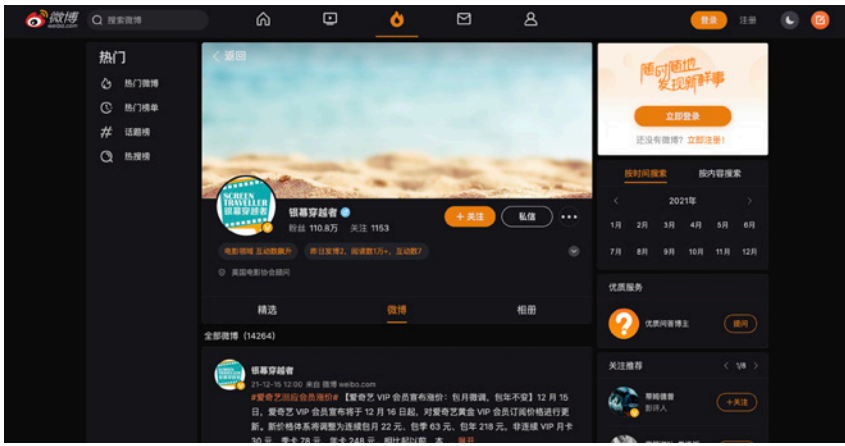 微博
weibo.com
搜索微博
登录
注册
热门
热门微博
热门榜单
话题榜
热搜榜
返回
SCREEN
TRAVELLER
银幕穿越者
银幕穿越者
粉丝 110.8万 关注 1153
+关注
私信
电影领域 互动数飙升
昨日发博2，阅读数1万+，互动数7
美国电影协会顾问
精选
微博
相册
全部微博（14264）
银幕穿越者
21-12-15 12:00 来自 微博 weibo.com
#爱奇艺回应会员涨价# 【爱奇艺 VIP 会员宣布涨价：包月微调，包年不变】12 月 15
日，爱奇艺 VIP 会员宣布将于 12 月 16 日起，对爱奇艺黄金 VIP 会员订阅价格进行更
新。新价格体系将调整为连续包月 22 元、包季 63 元、包年 218 元，非连续 VIP 月卡
30 元、季卡 78 元、年卡 248 元。相比起以前，本... 展开
随时随地
发现新鲜事
立即登录
还没有微博？立即注册！
按时间搜索
按内容搜索
2021年
1月 2月 3月 4月 5月 6月
7月 8月 9月 10月 11月 12月
优质服务
优质问答博主
提问
关注推荐
1/8
影评人
+关注